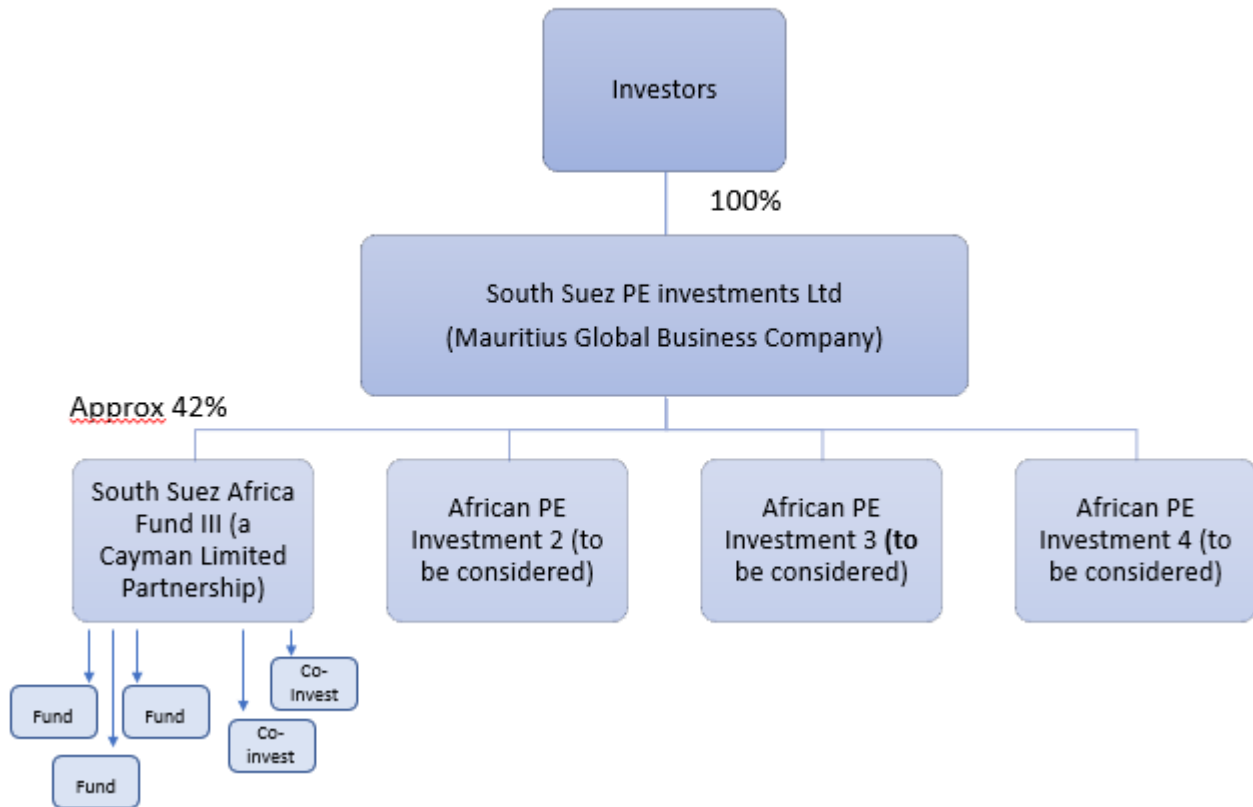 Investors
100%
South Suez PE investments Ltd
(Mauritius Global Business Company)
Approx 42%
South Suez Africa
Fund III (a
Cayman Limited
Partnership)
African PE
Investment 2 (to
be considered)
African PE
Investment 3 (to
be considered)
African PE
Investment 4 (to
be considered)
Fund
Fund
Fund
Co-
invest
Co-
Invest